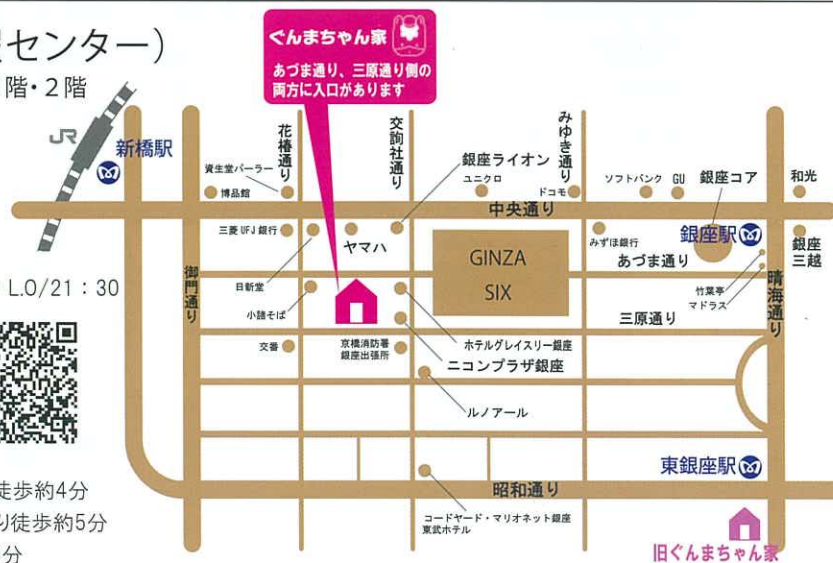 センター)
階・2階
L.O/21：30
徒歩約4分
り徒歩約5分
分
ぐんまちゃん家
あづま通り、三原通り側の
両方に入口があります
JR
新橋駅
花椿通り
交詢社通り
みゆき通り
資生堂パーラー
博品館
銀座ライオン
ユニクロ
ドコモ
ソフトバンク
GU
銀座コア
和光
中央通り
三菱UFJ銀行
ヤマハ
みずほ銀行
銀座駅
銀座
三越
御門通り
日新堂
GINZA
SIX
あづま通り
竹葉亭
マドラス
晴海通り
小諸そば
三原通り
交番
京橋消防署
銀座出張所
ホテルグレイスリー銀座
ニコンプラザ銀座
ルノアール
東銀座駅
昭和通り
コードヤード・マリオネット銀座
東武ホテル
旧ぐんまちゃん家